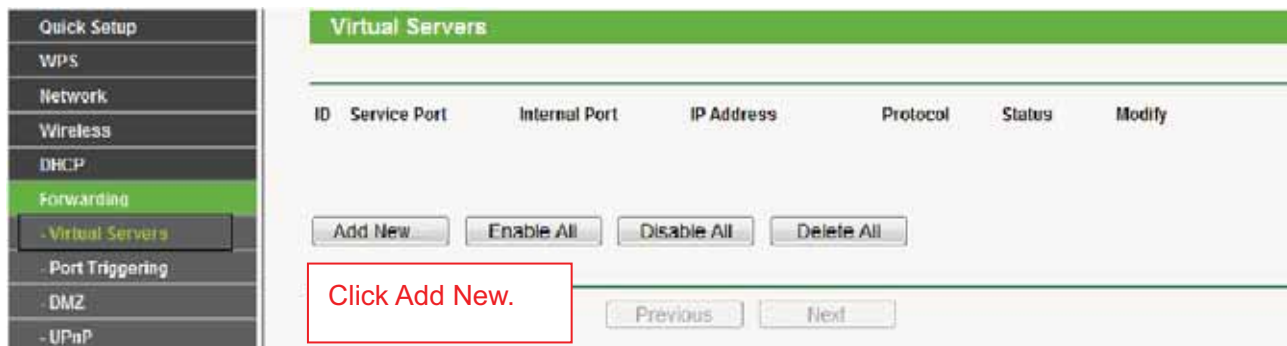 Quick Setup
WPS
Network
Wireless
DHCP
Forwarding
- Virtual Servers
- Port Triggering
- DMZ
- UPnP
Virtual Servers
ID Service Port Internal Port IP Address Protocol Status Modify
Add New... Enable All Disable All Delete All
Click Add New.
Previous Next